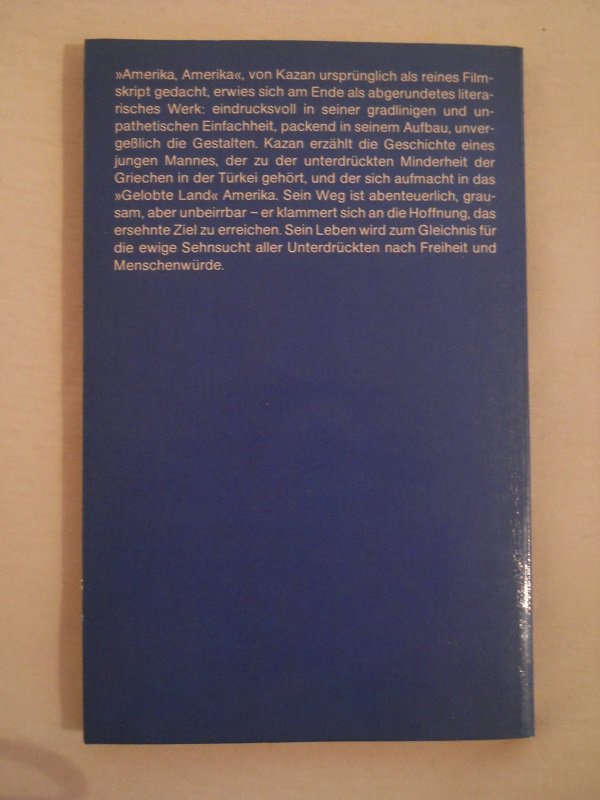 »Amerika, Amerika«, von Kazan ursprünglich als reines Film-
skript gedacht, erwies sich am Ende als abgerundetes litera-
risches Werk: eindrucksvoll in seiner gradlinigen und un-
pathetischen Einfachheit, packend in seinem Aufbau, unver-
geßlich die Gestalten. Kazan erzählt die Geschichte eines
jungen Mannes, der zu der unterdrückten Minderheit der
Griechen in der Türkei gehört, und der sich aufmacht in das
»Gelobte Land« Amerika. Sein Weg ist abenteuerlich, grau-
sam, aber unbeirrbar – er klammert sich an die Hoffnung, das
ersehnte Ziel zu erreichen. Sein Leben wird zum Gleichnis für
die ewige Sehnsucht aller Unterdrückten nach Freiheit und
Menschenwürde.